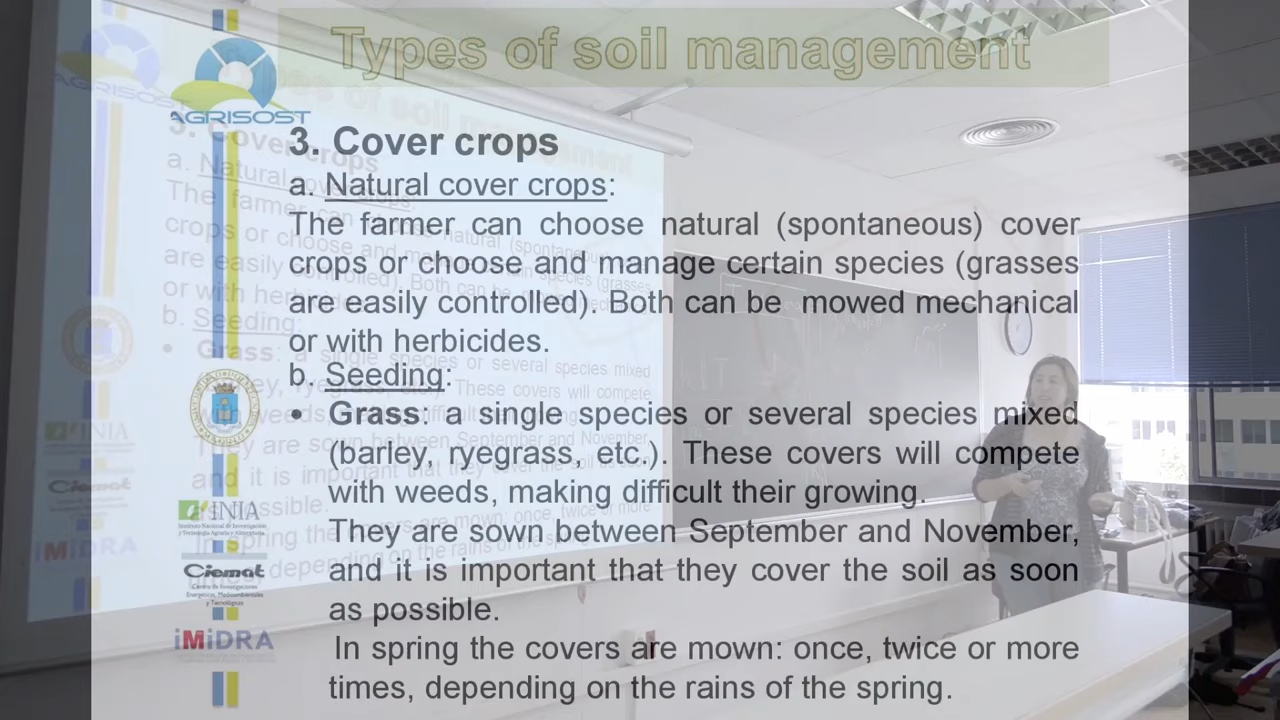 Types of soil management
AGRISOST
3. Cover crops
a. Natural cover crops:
The farmer can choose natural (spontaneous) cover
crops or choose and manage certain species (grasses
are easily controlled). Both can be mowed mechanical
or with herbicides.
b. Seeding:
• Grass: a single species or several species mixed
(barley, ryegrass, etc.). These covers will compete
with weeds, making difficult their growing.
They are sown between September and November,
and it is important that they cover the soil as soon
as possible.
In spring the covers are mown: once, twice or more
times, depending on the rains of the spring.
INIA
Instituto Nacional de Investigación
y Tecnología Agraria y Alimentaria
Ciemat
Centro de Investigaciones
Energéticas, Medioambientales
y Tecnológicas
iMiDRA